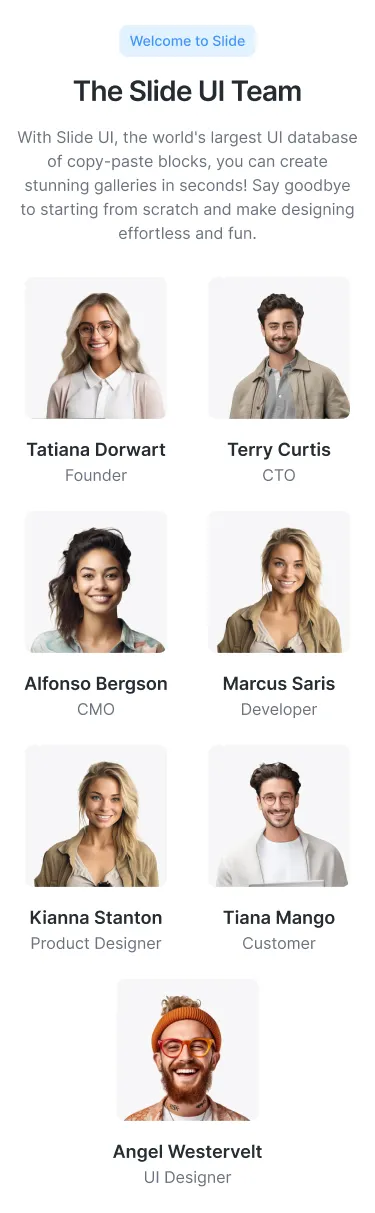 Welcome to Slide
The Slide UI Team
With Slide UI, the world's largest UI database
of copy-paste blocks, you can create
stunning galleries in seconds! Say goodbye
to starting from scratch and make designing
effortless and fun.
Tatiana Dorwart
Founder
Terry Curtis
CTO
Alfonso Bergson
CMO
Marcus Saris
Developer
Kianna Stanton
Product Designer
Tiana Mango
Customer
Angel Westervelt
UI Designer